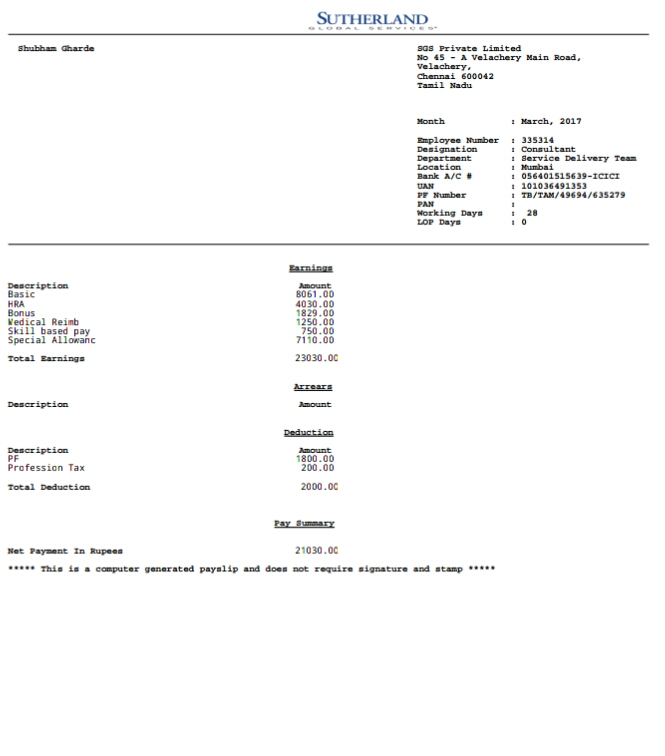 SUTHERLAND
GLOBAL SERVICES
Shubham Gharde
SGS Private Limited
No 45 - A Velachery Main Road,
Velachery,
Chennai 600042
Tamil Nadu
Month : March, 2017
Employee Number : 335314
Designation : Consultant
Department : Service Delivery Team
Location : Mumbai
Bank A/C # : 056401515639-ICICI
UAN : 101036491353
PF Number : TB/TAM/49694/635279
PAN :
Working Days : 28
LOP Days : 0
Earnings
Description Amount
Basic 8061.00
HRA 4030.00
Bonus 1829.00
Medical Reimb 1250.00
Skill based pay 750.00
Special Allowanc 7110.00
Total Earnings 23030.00
Arrears
Description Amount
Deduction
Description Amount
PF 1800.00
Profession Tax 200.00
Total Deduction 2000.00
Pay Summary
Net Payment In Rupees 21030.00
***** This is a computer generated payslip and does not require signature and stamp *****